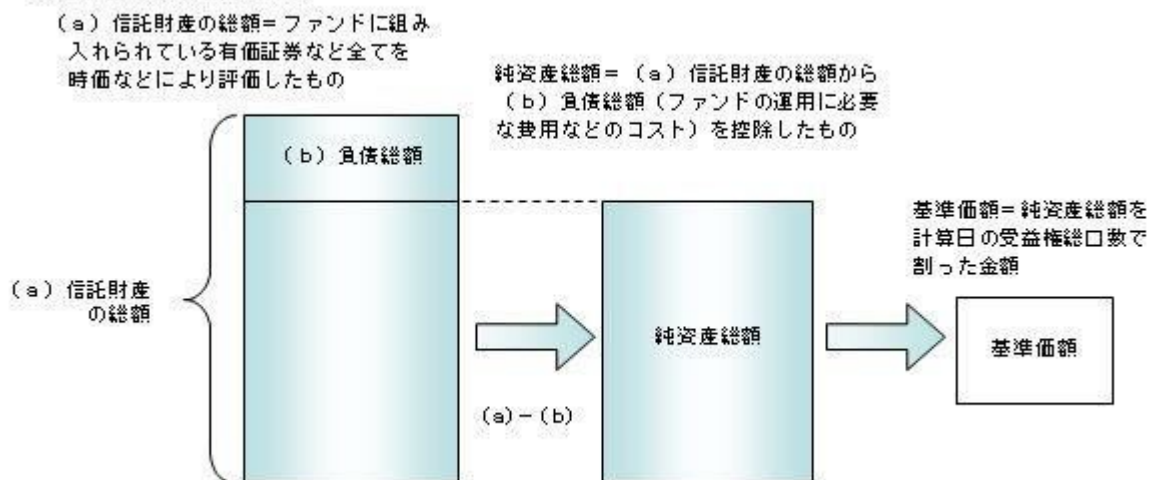 (a)信託財産の総額=ファンドに組み
入れられている有価証券など全てを
時価などにより評価したもの
純資産総額=(a)信託財産の総額から
(b)負債総額(ファンドの運用に必要
な費用などのコスト)を控除したもの
(b)負債総額
基準価額=純資産総額を
計算日の受益権総口数で
割った金額
(a)信託財産
の総額
純資産総額
基準価額
(a)-(b)